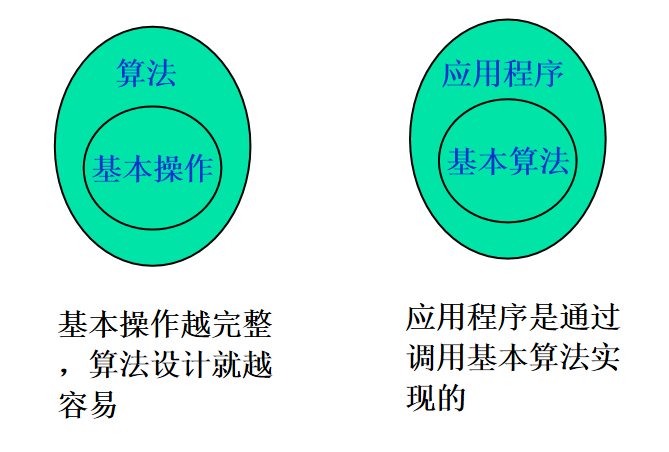 算法
基本操作
基本操作越完整
，算法设计就越
容易
应用程序
基本算法
应用程序是通过
调用基本算法实
现的